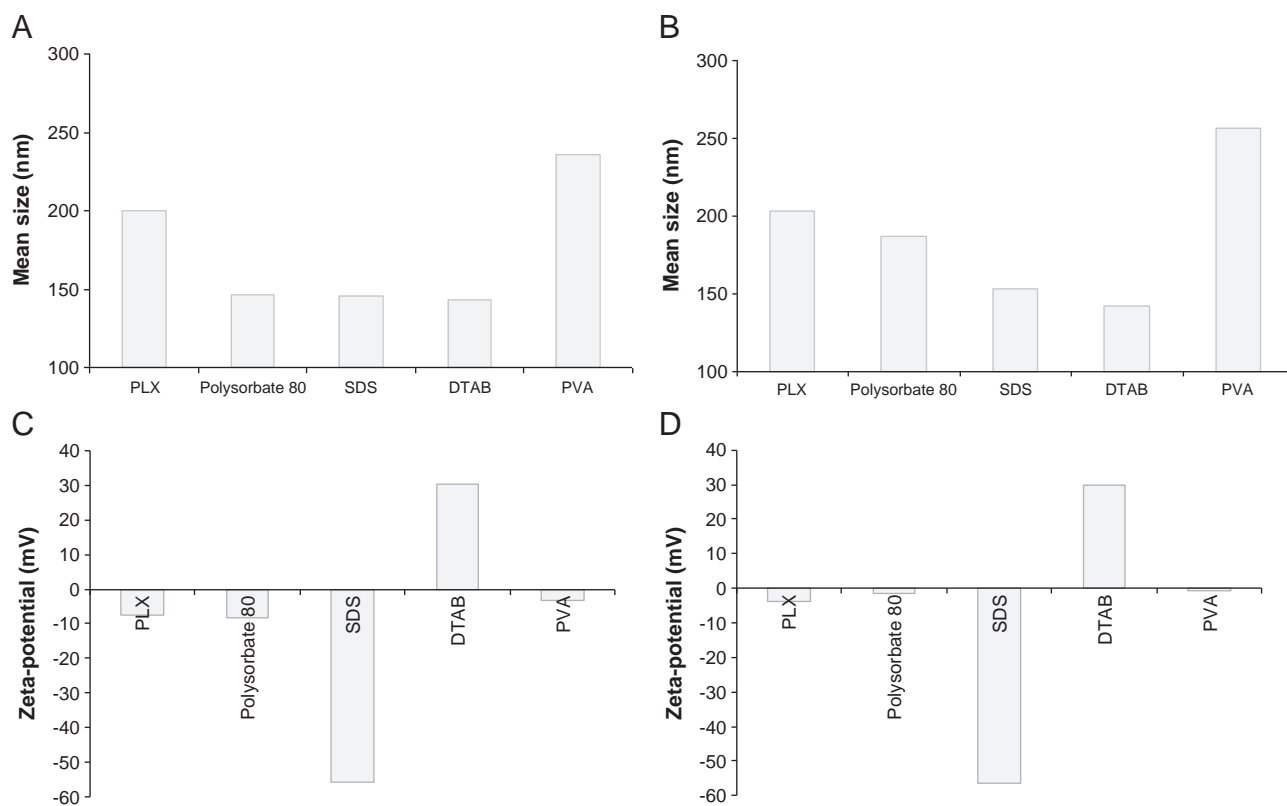 A
Mean size (nm)
300
250
200
150
100
PLX Polysorbate 80 SDS DTAB PVA
B
Mean size (nm)
300
250
200
150
100
PLX Polysorbate 80 SDS DTAB PVA
C
Zeta-potential (mV)
40
30
20
10
0
-10
-20
-30
-40
-50
-60
PLX
Polysorbate 80
SDS
DTAB
PVA
D
Zeta-potential (mV)
40
30
20
10
0
-10
-20
-30
-40
-50
-60
PLX
Polysorbate 80
SDS
DTAB
PVA